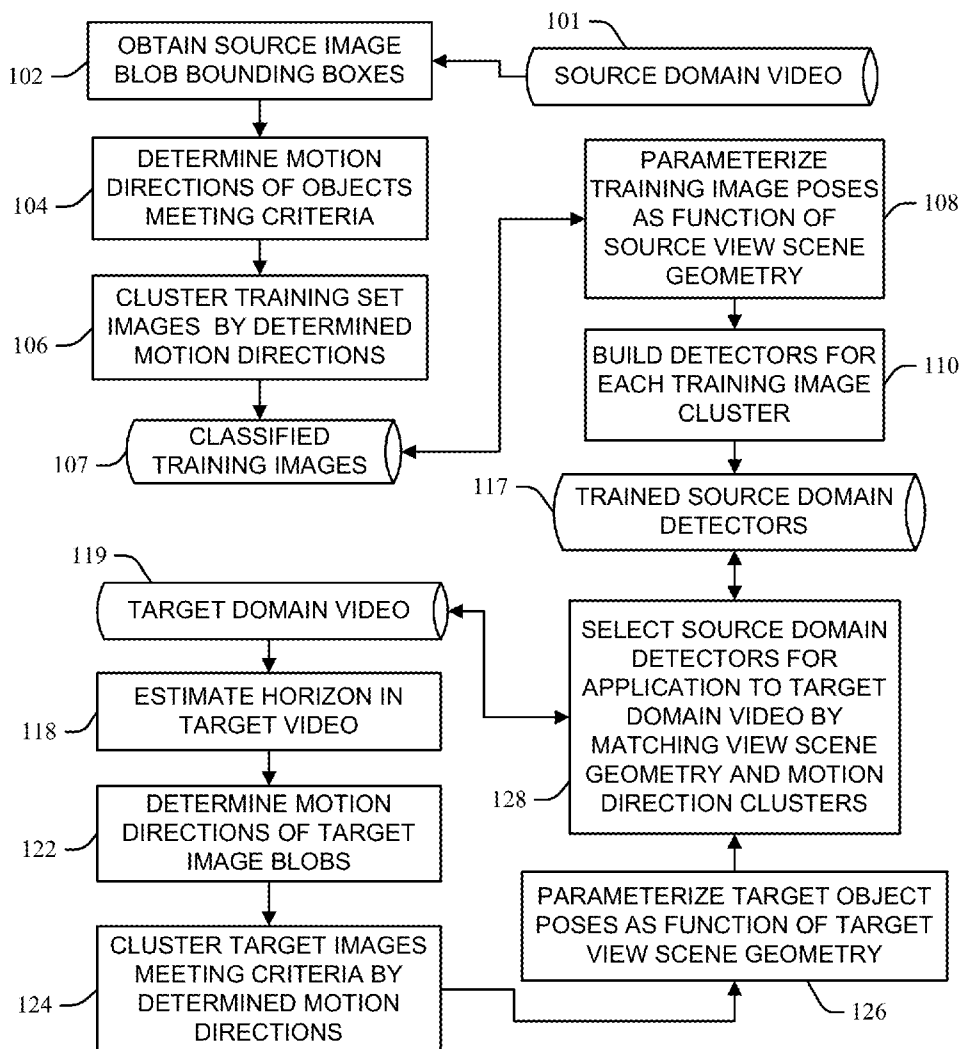 101
102
OBTAIN SOURCE IMAGE
BLOB BOUNDING BOXES
SOURCE DOMAIN VIDEO
104
DETERMINE MOTION
DIRECTIONS OF OBJECTS
MEETING CRITERIA
106
CLUSTER TRAINING SET
IMAGES BY DETERMINED
MOTION DIRECTIONS
107
CLASSIFIED
TRAINING IMAGES
PARAMETERIZE
TRAINING IMAGE POSES
AS FUNCTION OF
SOURCE VIEW SCENE
GEOMETRY
108
BUILD DETECTORS FOR
EACH TRAINING IMAGE
CLUSTER
110
117
TRAINED SOURCE DOMAIN
DETECTORS
119
TARGET DOMAIN VIDEO
118
ESTIMATE HORIZON IN
TARGET VIDEO
122
DETERMINE MOTION
DIRECTIONS OF TARGET
IMAGE BLOBS
124
CLUSTER TARGET IMAGES
MEETING CRITERIA BY
DETERMINED MOTION
DIRECTIONS
SELECT SOURCE DOMAIN
DETECTORS FOR
APPLICATION TO TARGET
DOMAIN VIDEO BY
MATCHING VIEW SCENE
GEOMETRY AND MOTION
DIRECTION CLUSTERS
128
PARAMETERIZE TARGET OBJECT
POSES AS FUNCTION OF TARGET
VIEW SCENE GEOMETRY
126